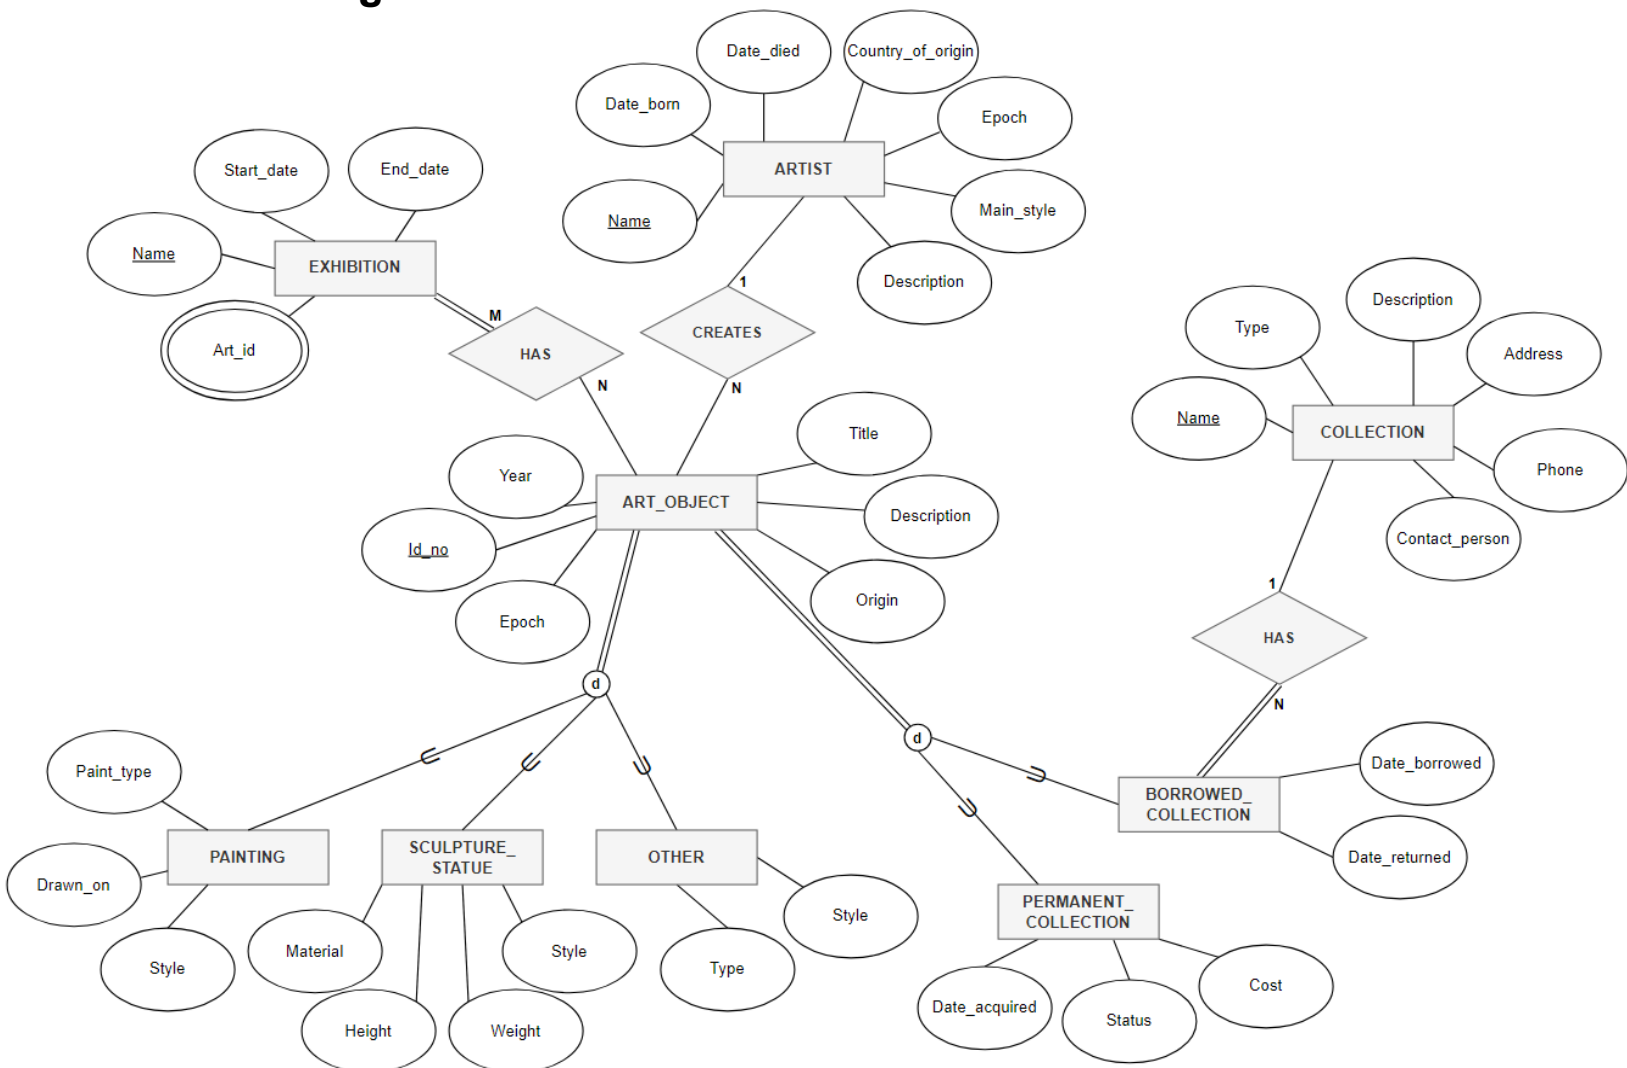 g
Date_died
Country_of_origin
Date_born
Epoch
ARTIST
Start_date
End_date
Main_style
Name
Name
EXHIBITION
Description
1
M
CREATES
HAS
N
N
Art_id
Description
Type
Address
Name
COLLECTION
Phone
Contact_person
Title
Year
ART_OBJECT
Description
Id_no
Origin
Epoch
1
HAS
N
d
d
Paint_type
Date_borrowed
BORROWED_
COLLECTION
Date_returned
PAINTING
SCULPTURE_
STATUE
OTHER
Drawn_on
PERMANENT_
COLLECTION
Style
Material
Style
Style
Type
Height
Weight
Date_acquired
Status
Cost